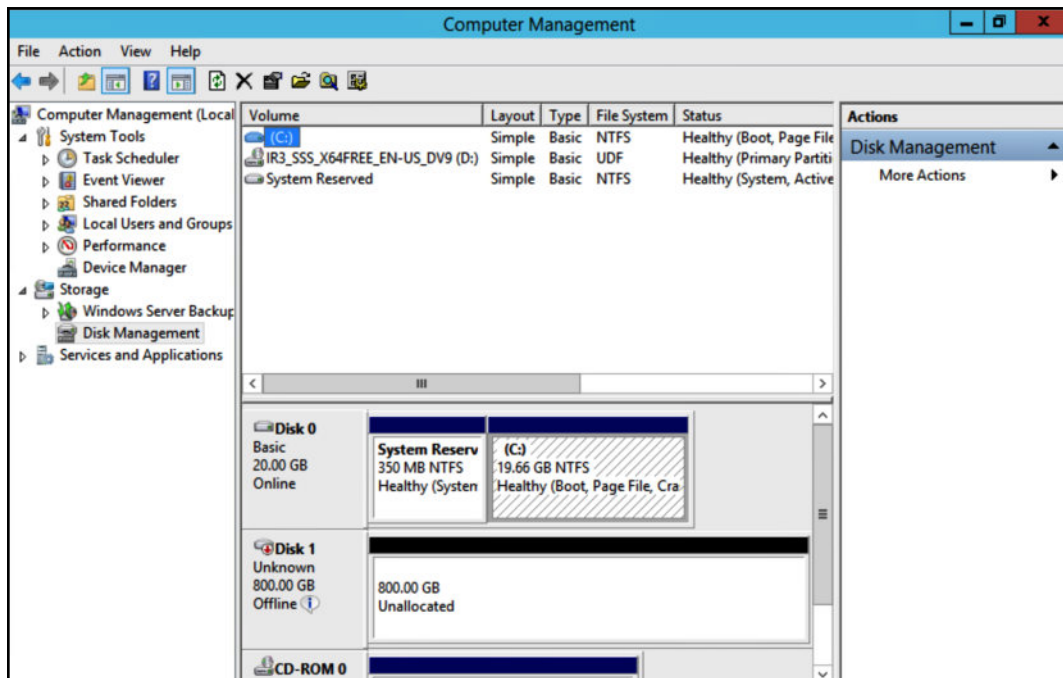 Computer Management
File Action View Help
Computer Management (Local
System Tools
Task Scheduler
Event Viewer
Shared Folders
Local Users and Groups
Performance
Device Manager
Storage
Windows Server Backup
Disk Management
Services and Applications
Volume Layout Type File System Status
(C:) Simple Basic NTFS Healthy (Boot, Page File
IR3_SSS_X64FREE_EN-US_DV9 (D:) Simple Basic UDF Healthy (Primary Partiti
System Reserved Simple Basic NTFS Healthy (System, Active
Disk 0
Basic
20.00 GB
Online
System Reserv
350 MB NTFS
Healthy (System
(C:)
19.66 GB NTFS
Healthy (Boot, Page File, Cra
Disk 1
Unknown
800.00 GB
Offline
800.00 GB
Unallocated
CD-ROM 0
Actions
Disk Management
More Actions